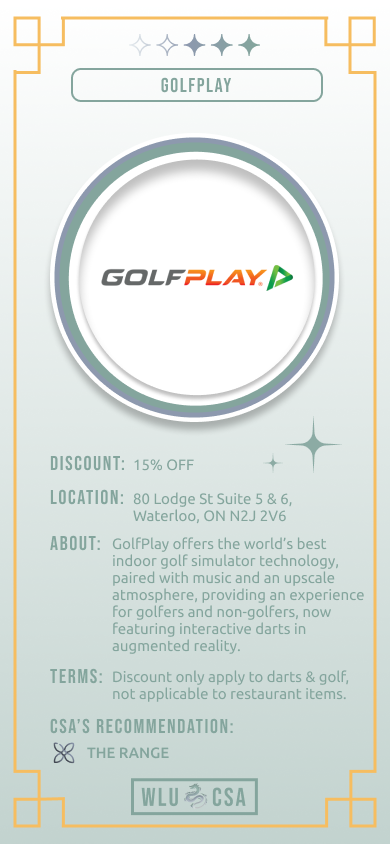 GOLFPLAY
GOLFPLAY®
DISCOUNT: 15% OFF
LOCATION: 80 Lodge St Suite 5 & 6,
Waterloo, ON N2J 2V6
ABOUT: GolfPlay offers the world’s best
indoor golf simulator technology,
paired with music and an upscale
atmosphere, providing an experience
for golfers and non-golfers, now
featuring interactive darts in
augmented reality.
TERMS: Discount only apply to darts & golf,
not applicable to restaurant items.
CSA'S RECOMMENDATION:
THE RANGE
WLU CSA